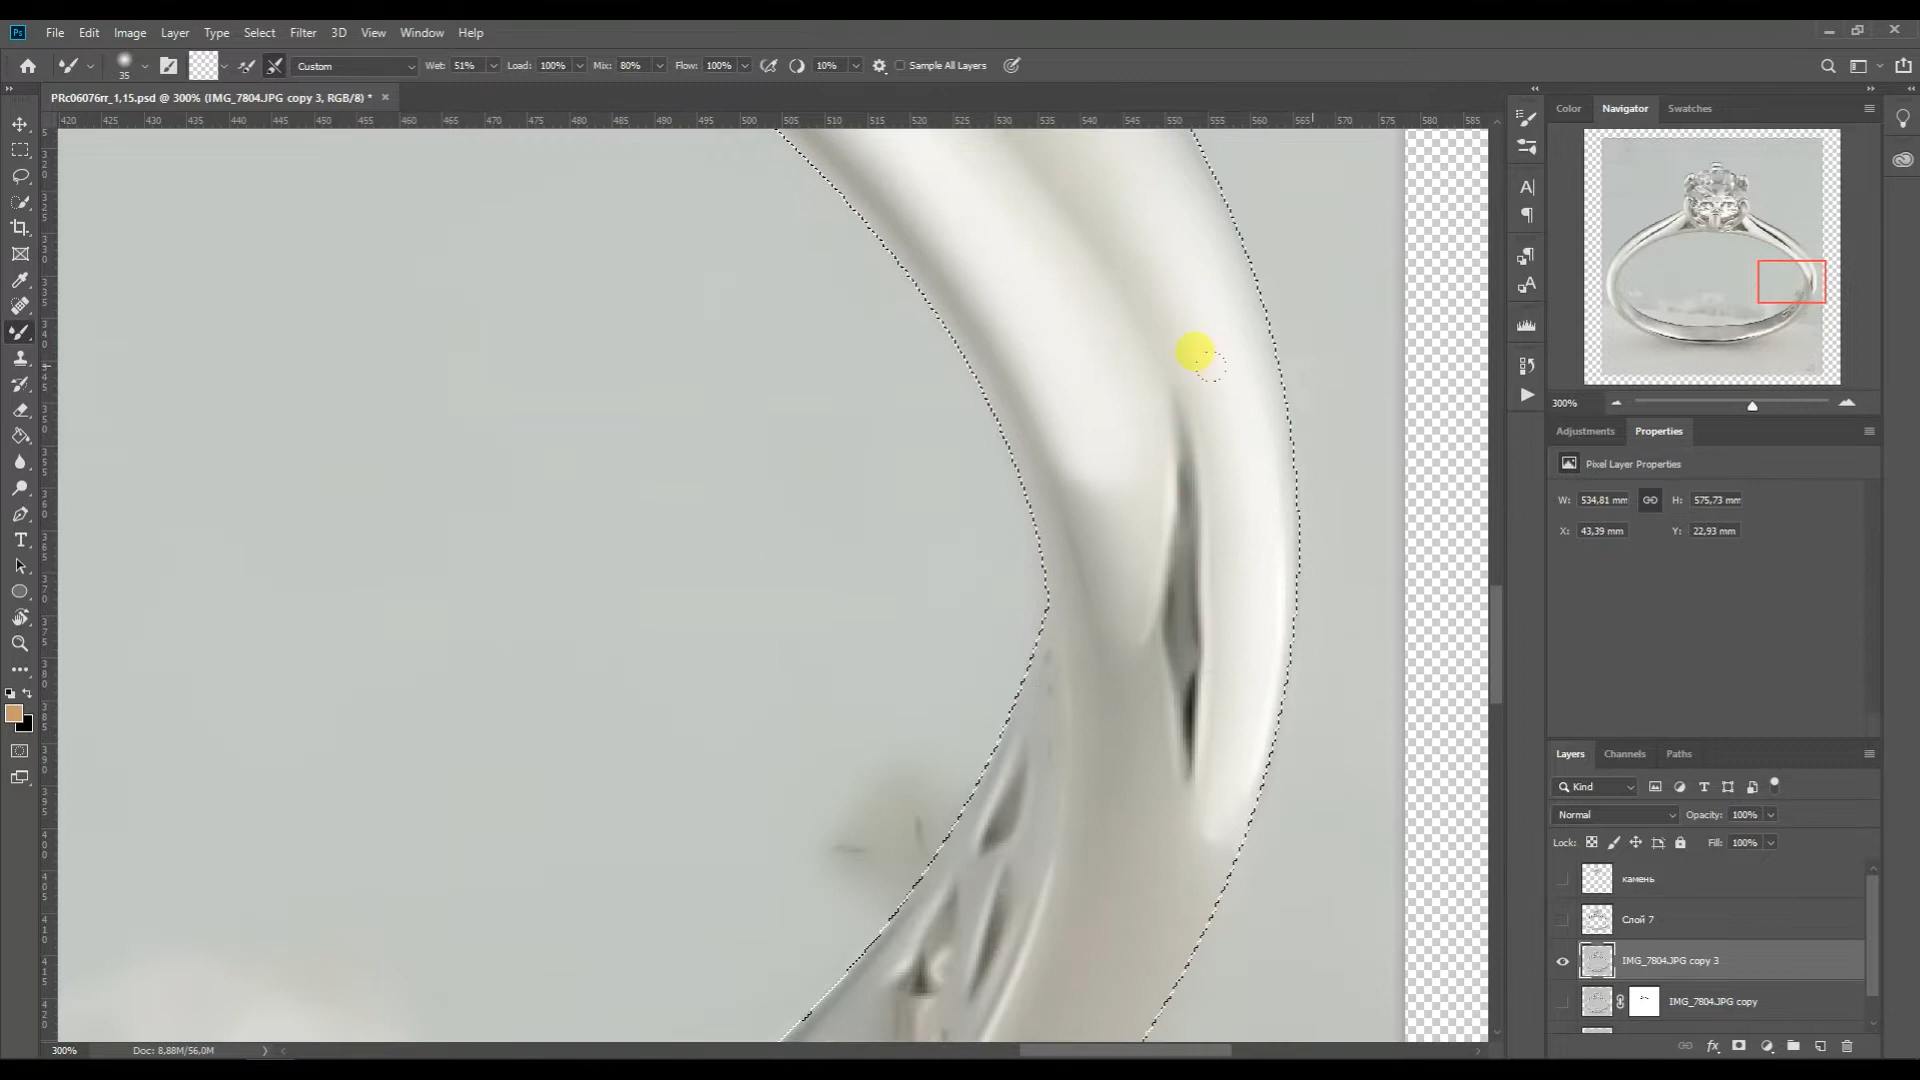 Ps File Edit Image Layer Type Select Filter 3D View Window Help
35 Custom Wet: 51% Load: 100% Mix: 80% Flow: 100% 10% Sample All Layers
PRc06076rr_1,15.psd @ 300% (IMG_7804.JPG copy 3, RGB/8) * ×
420 425 430 435 440 445 450 455 460 465 470 475 480 485 490 495 500 505 510 515 520 525 530 535 540 545 550 555 560 565 570 575 580 585
Color Navigator Swatches
300%
Adjustments Properties
Pixel Layer Properties
W: 534,81 mm H: 575,73 mm
X: 43,39 mm Y: 22,93 mm
Layers Channels Paths
Kind
Normal Opacity: 100%
Lock: Fill: 100%
камень
Слой 7
IMG_7804.JPG copy 3
IMG_7804.JPG copy
300% Doc: 8,88M/56,0M